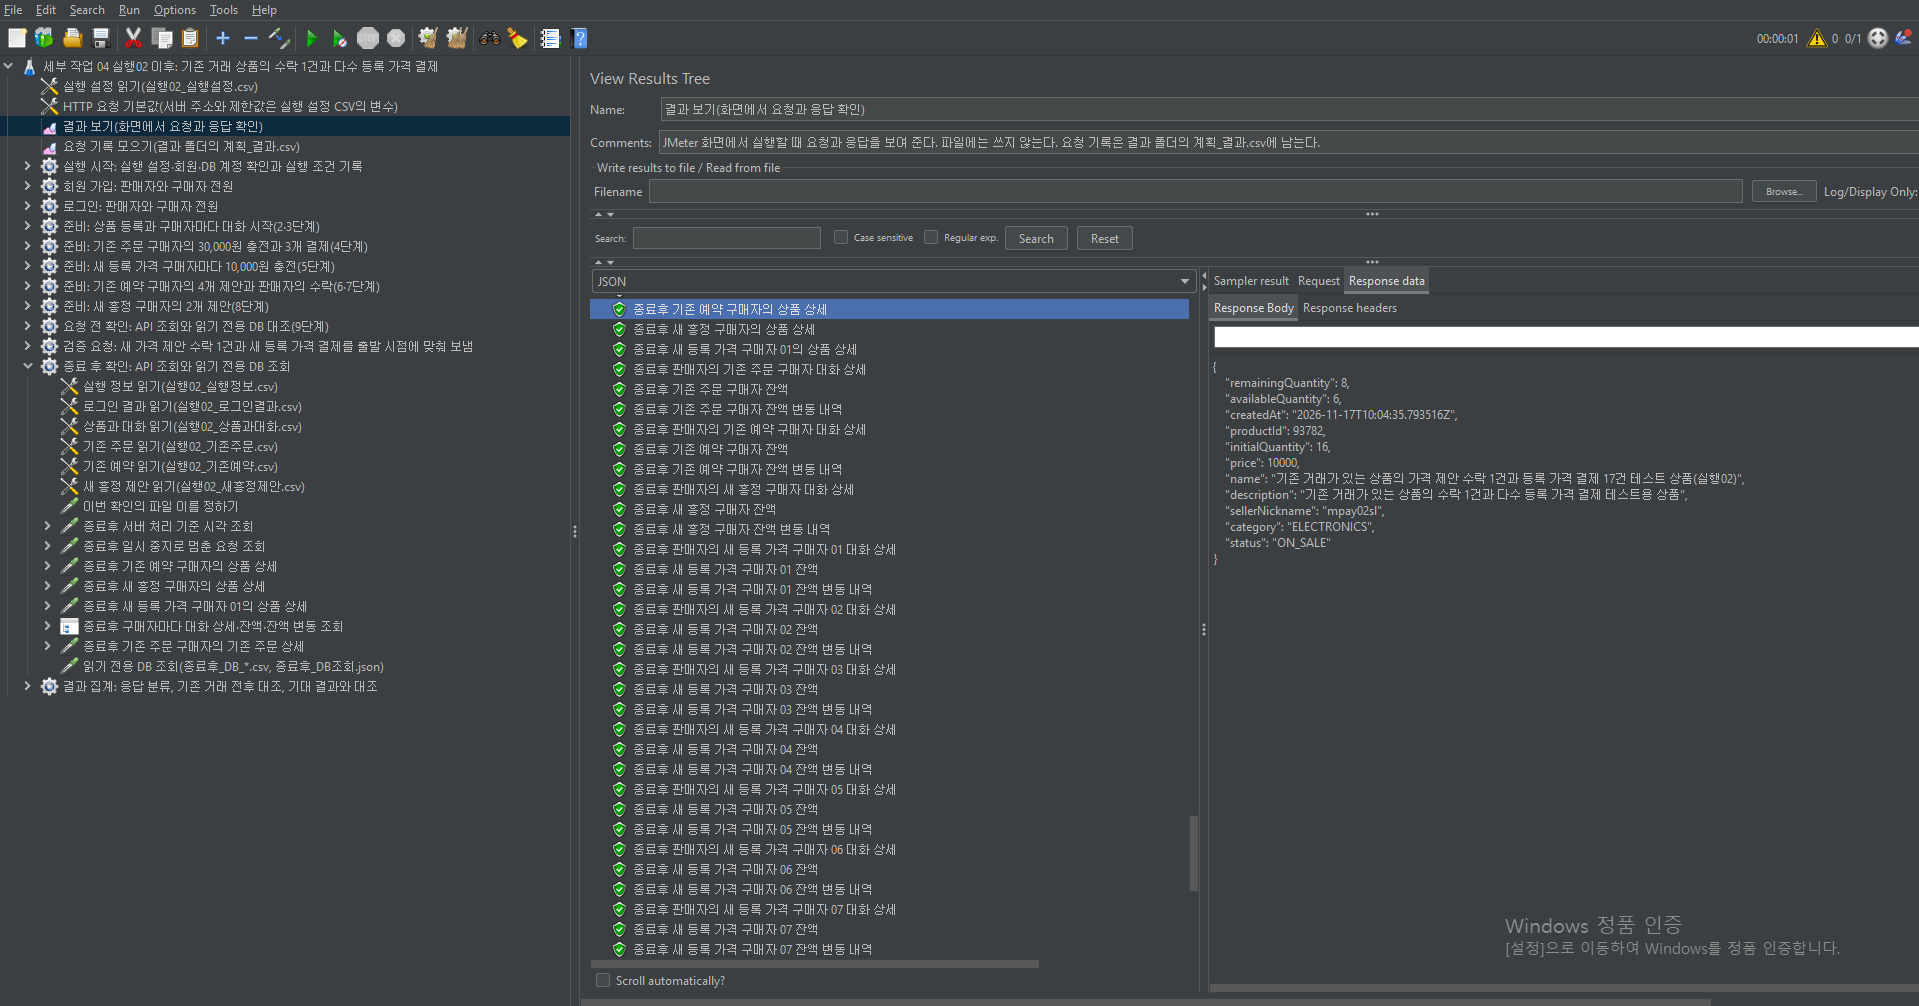 File Edit Search Run Options Tools Help
00:00:01 0 0/1
세부 작업 04 실행02 이후: 기존 거래 상품의 수락 1건과 다수 등록 가격 결제
실행 설정 읽기(실행02_실행설정.csv)
HTTP 요청 기본값(서버 주소와 제한값은 실행 설정 CSV의 변수)
결과 보기(화면에서 요청과 응답 확인)
요청 기록 모으기(결과 폴더의 계획_결과.csv)
실행 시작: 실행 설정·회원·DB 계정 확인과 실행 조건 기록
회원 가입: 판매자와 구매자 전원
로그인: 판매자와 구매자 전원
준비: 상품 등록과 구매자마다 대화 시작(2·3단계)
준비: 기존 주문 구매자의 30,000원 충전과 3개 결제(4단계)
준비: 새 등록 가격 구매자마다 10,000원 충전(5단계)
준비: 기존 예약 구매자의 4개 제안과 판매자의 수락(6·7단계)
준비: 새 흥정 구매자의 2개 제안(8단계)
요청 전 확인: API 조회와 읽기 전용 DB 대조(9단계)
검증 요청: 새 가격 제안 수락 1건과 새 등록 가격 결제를 출발 시점에 맞춰 보냄
종료 후 확인: API 조회와 읽기 전용 DB 조회
실행 정보 읽기(실행02_실행정보.csv)
로그인 결과 읽기(실행02_로그인결과.csv)
상품과 대화 읽기(실행02_상품과대화.csv)
기존 주문 읽기(실행02_기존주문.csv)
기존 예약 읽기(실행02_기존예약.csv)
새 흥정 제안 읽기(실행02_새흥정제안.csv)
이번 확인의 파일 이름 정하기
종료후 서버 처리 기준 시각 조회
종료후 일시 중지로 멈춘 요청 조회
종료후 기존 예약 구매자의 상품 상세
종료후 새 흥정 구매자의 상품 상세
종료후 새 등록 가격 구매자 01의 상품 상세
종료후 구매자마다 대화 상세·잔액·잔액 변동 조회
종료후 기존 주문 구매자의 기존 주문 상세
읽기 전용 DB 조회(종료후_DB_*.csv, 종료후_DB조회.json)
결과 집계: 응답 분류, 기존 거래 전후 대조, 기대 결과와 대조
View Results Tree
Name: 결과 보기(화면에서 요청과 응답 확인)
Comments: JMeter 화면에서 실행할 때 요청과 응답을 보여 준다. 파일에는 쓰지 않는다. 요청 기록은 결과 폴더의 계획_결과.csv에 남는다.
Write results to file / Read from file
Filename Browse... Log/Display Only:
Search: Case sensitive Regular exp. Search Reset
JSON
종료후 기존 예약 구매자의 상품 상세
종료후 새 흥정 구매자의 상품 상세
종료후 새 등록 가격 구매자 01의 상품 상세
종료후 판매자의 기존 주문 구매자 대화 상세
종료후 기존 주문 구매자 잔액
종료후 기존 주문 구매자 잔액 변동 내역
종료후 판매자의 기존 예약 구매자 대화 상세
종료후 기존 예약 구매자 잔액
종료후 기존 예약 구매자 잔액 변동 내역
종료후 판매자의 새 흥정 구매자 대화 상세
종료후 새 흥정 구매자 잔액
종료후 새 흥정 구매자 잔액 변동 내역
종료후 판매자의 새 등록 가격 구매자 01 대화 상세
종료후 새 등록 가격 구매자 01 잔액
종료후 새 등록 가격 구매자 01 잔액 변동 내역
종료후 판매자의 새 등록 가격 구매자 02 대화 상세
종료후 새 등록 가격 구매자 02 잔액
종료후 새 등록 가격 구매자 02 잔액 변동 내역
종료후 판매자의 새 등록 가격 구매자 03 대화 상세
종료후 새 등록 가격 구매자 03 잔액
종료후 새 등록 가격 구매자 03 잔액 변동 내역
종료후 판매자의 새 등록 가격 구매자 04 대화 상세
종료후 새 등록 가격 구매자 04 잔액
종료후 새 등록 가격 구매자 04 잔액 변동 내역
종료후 판매자의 새 등록 가격 구매자 05 대화 상세
종료후 새 등록 가격 구매자 05 잔액
종료후 새 등록 가격 구매자 05 잔액 변동 내역
종료후 판매자의 새 등록 가격 구매자 06 대화 상세
종료후 새 등록 가격 구매자 06 잔액
종료후 새 등록 가격 구매자 06 잔액 변동 내역
종료후 판매자의 새 등록 가격 구매자 07 대화 상세
종료후 새 등록 가격 구매자 07 잔액
종료후 새 등록 가격 구매자 07 잔액 변동 내역
Scroll automatically?
Sampler result Request Response data
Response Body Response headers
{
"remainingQuantity": 8,
"availableQuantity": 6,
"createdAt": "2026-11-17T10:04:35.793516Z",
"productId": 93782,
"initialQuantity": 16,
"price": 10000,
"name": "기존 거래가 있는 상품의 가격 제안 수락 1건과 등록 가격 결제 17건 테스트 상품(실행02)",
"description": "기존 거래가 있는 상품의 수락 1건과 다수 등록 가격 결제 테스트용 상품",
"sellerNickname": "mpay02sl",
"category": "ELECTRONICS",
"status": "ON_SALE"
}
Windows 정품 인증
[설정]으로 이동하여 Windows를 정품 인증합니다.